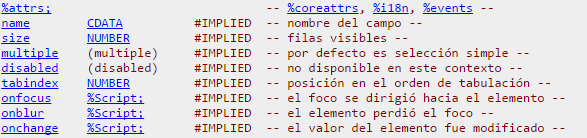 %attrs; -- %coreattrs, %i18n, %events --
name CDATA #IMPLIED -- nombre del campo --
size NUMBER #IMPLIED -- filas visibles --
multiple (multiple) #IMPLIED -- por defecto es selección simple --
disabled (disabled) #IMPLIED -- no disponible en este contexto --
tabindex NUMBER #IMPLIED -- posición en el orden de tabulación --
onfocus %Script; #IMPLIED -- el foco se dirigió hacia el elemento --
onblur %Script; #IMPLIED -- el elemento perdió el foco --
onchange %Script; #IMPLIED -- el valor del elemento fue modificado --